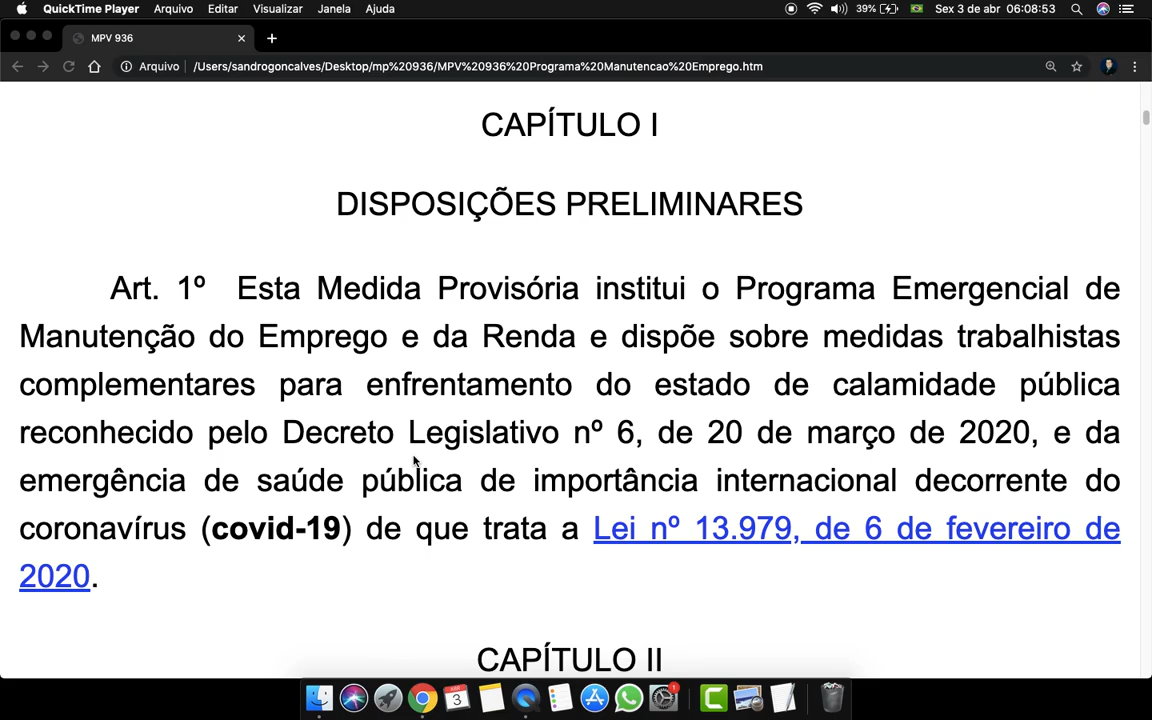 QuickTime Player Arquivo Editar Visualizar Janela Ajuda 39% Sex 3 de abr 06:08:53
MPV 936
Arquivo /Users/sandrogoncalves/Desktop/mp%20936/MPV%20936%20Programa%20Manutencao%20Emprego.htm
CAPÍTULO I
DISPOSIÇÕES PRELIMINARES
Art. 1º Esta Medida Provisória institui o Programa Emergencial de
Manutenção do Emprego e da Renda e dispõe sobre medidas trabalhistas
complementares para enfrentamento do estado de calamidade pública
reconhecido pelo Decreto Legislativo nº 6, de 20 de março de 2020, e da
emergência de saúde pública de importância internacional decorrente do
coronavírus (covid-19) de que trata a Lei nº 13.979, de 6 de fevereiro de
2020.
CAPÍTULO II
3
1